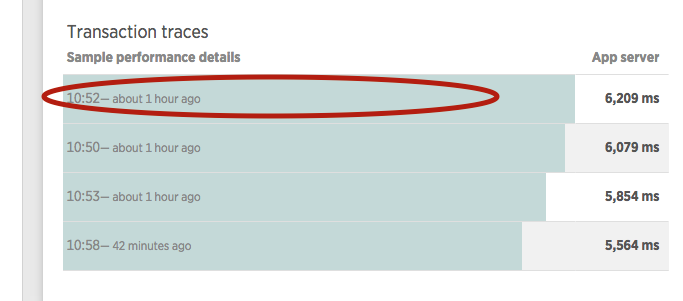 Transaction traces
Sample performance details App server
10:52— about 1 hour ago 6,209 ms
10:50— about 1 hour ago 6,079 ms
10:53— about 1 hour ago 5,854 ms
10:58— 42 minutes ago 5,564 ms